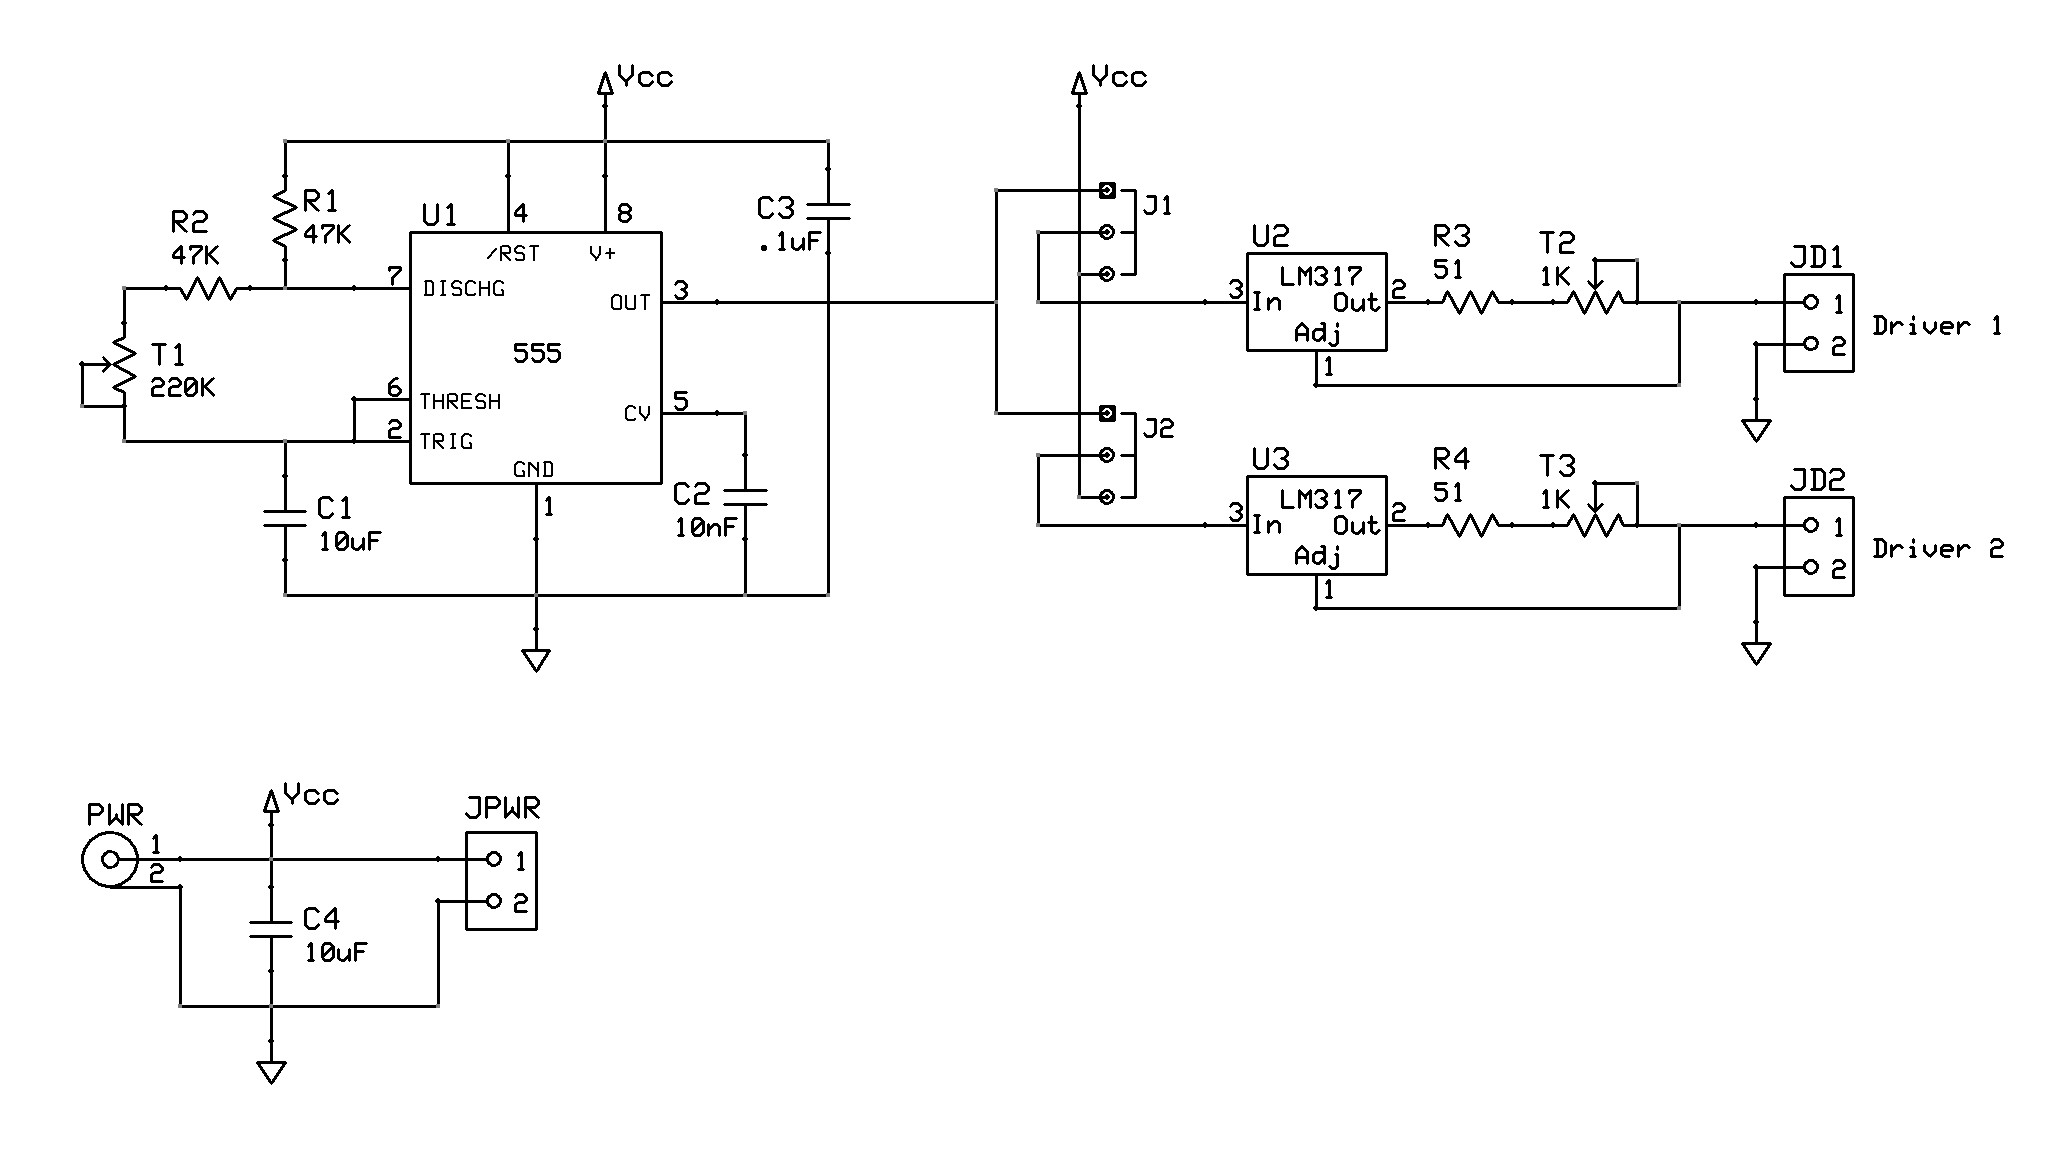 Vcc
Vcc
R1
47K
R2
47K
U1
4
8
C3
.1uF
J1
/RST
V+
7
DISCHG
OUT
3
555
T1
220K
6
THRESH
2
TRIG
CV
5
GND
1
C2
10nF
C1
10uF
J2
U2
LM317
3
In
Out
2
Adj
1
R3
51
T2
1K
JD1
1
2
Driver 1
U3
LM317
3
In
Out
2
Adj
1
R4
51
T3
1K
JD2
1
2
Driver 2
PWR
1
2
Vcc
C4
10uF
JPWR
1
2